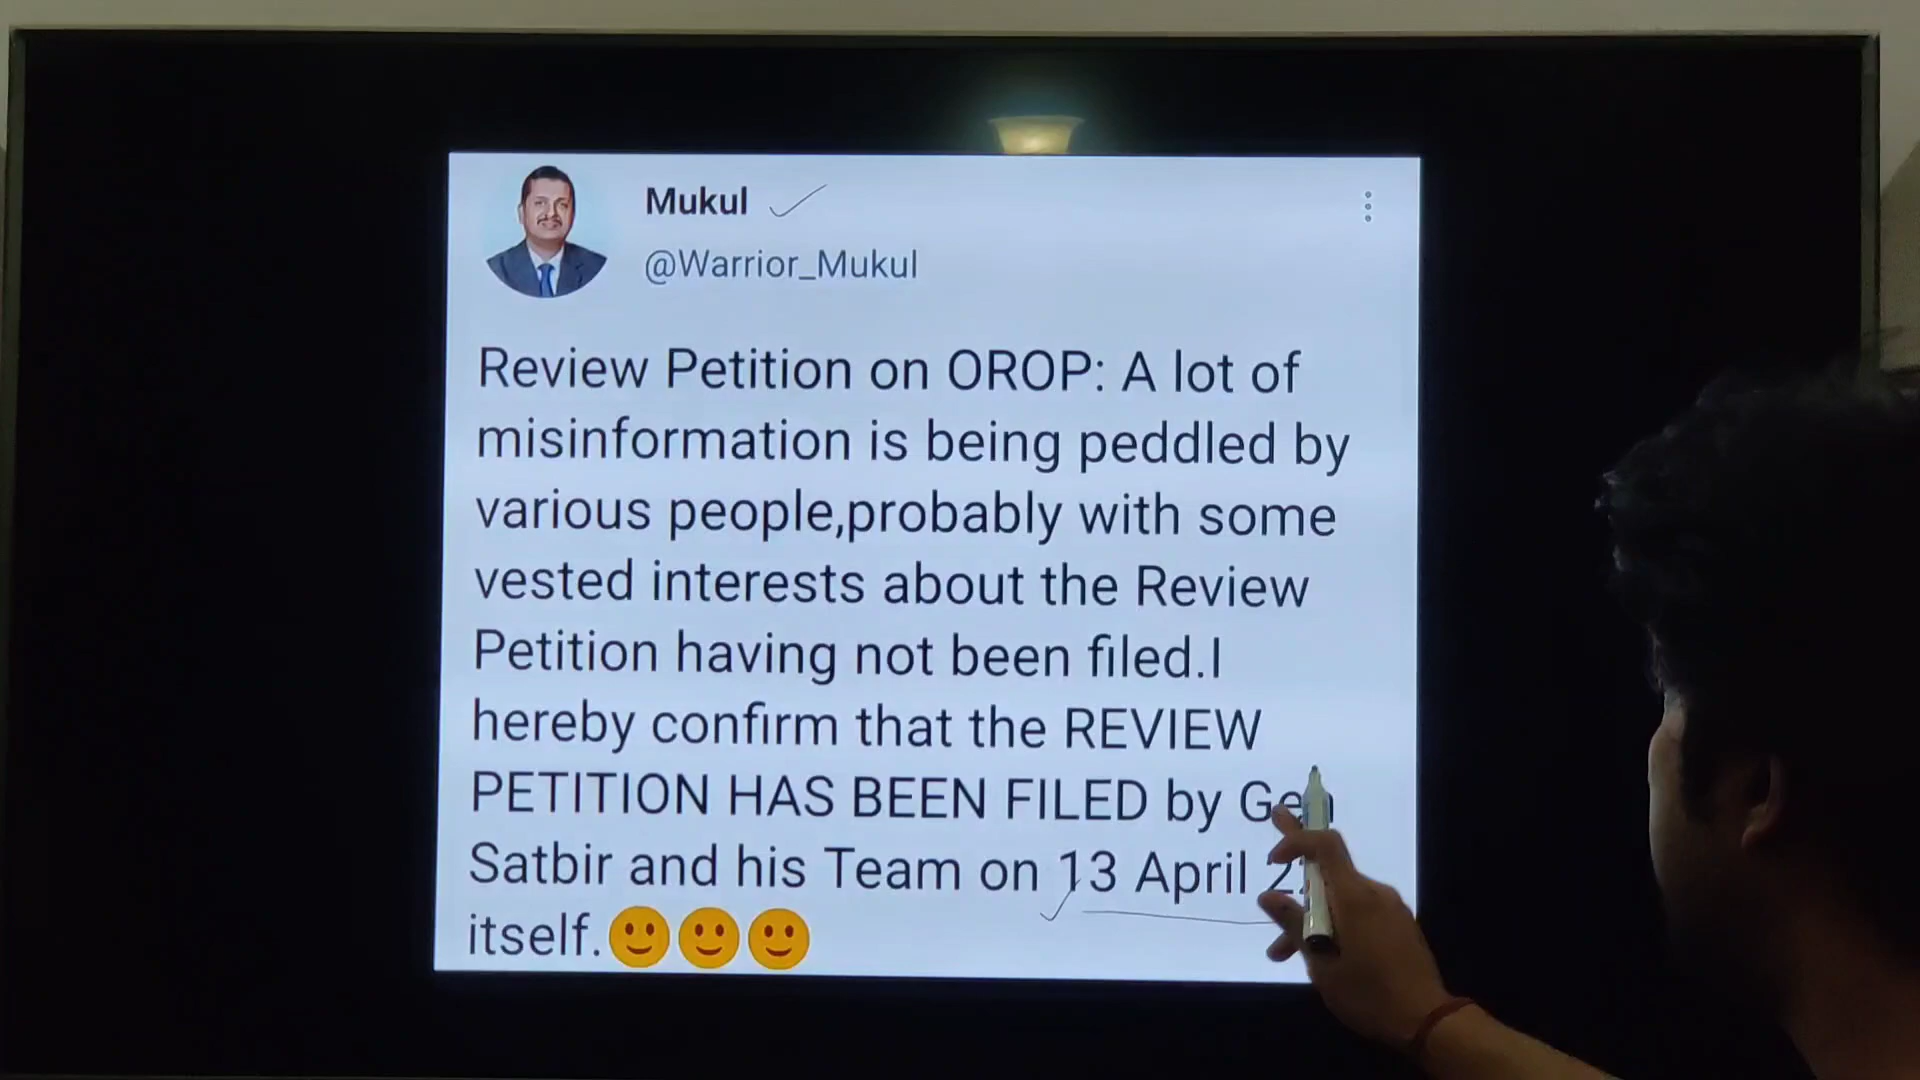 Mukul
@Warrior_Mukul
Review Petition on OROP: A lot of
misinformation is being peddled by
various people,probably with some
vested interests about the Review
Petition having not been filed.I
hereby confirm that the REVIEW
PETITION HAS BEEN FILED by Gen
Satbir and his Team on 13 April
itself.🙂🙂🙂